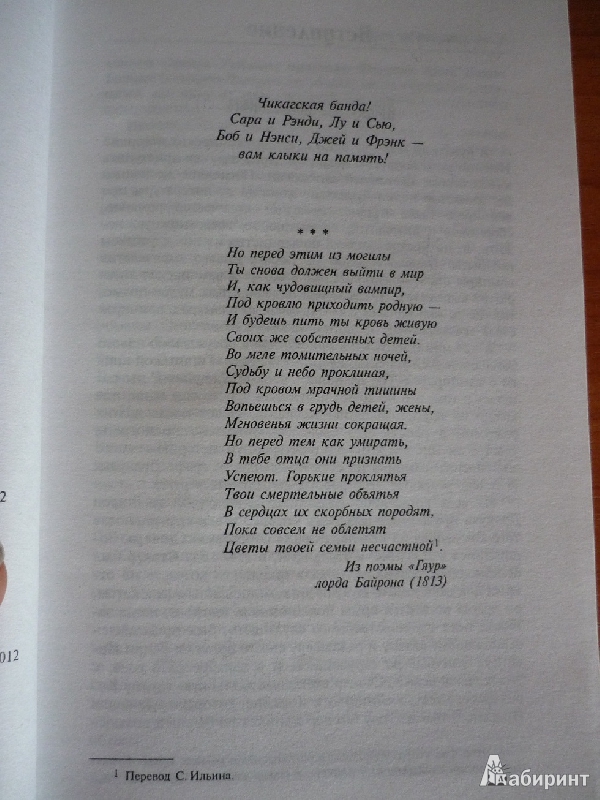 Чикагская банда!
Сара и Рэнди, Лу и Сью,
Боб и Нэнси, Джей и Фрэнк —
вам клыки на память!
* * *
Но перед этим из могилы
Ты снова должен выйти в мир
И, как чудовищный вампир,
Под кровлю приходить родную —
И будешь пить ты кровь живую
Своих же собственных детей.
Во мгле томительных ночей,
Судьбу и небо проклиная,
Под кровом мрачной тишины
Вопьешься в грудь детей, жены,
Мгновенья жизни сокращая.
Но перед тем как умирать,
В тебе отца они признать
Успеют. Горькие проклятья
Твои смертельные объятья
В сердцах их скорбных породят,
Пока совсем не облетят
Цветы твоей семьи несчастной¹.
Из поэмы «Гяур»
лорда Байрона (1813)
2
012
¹ Перевод С. Ильина.
Лабиринт